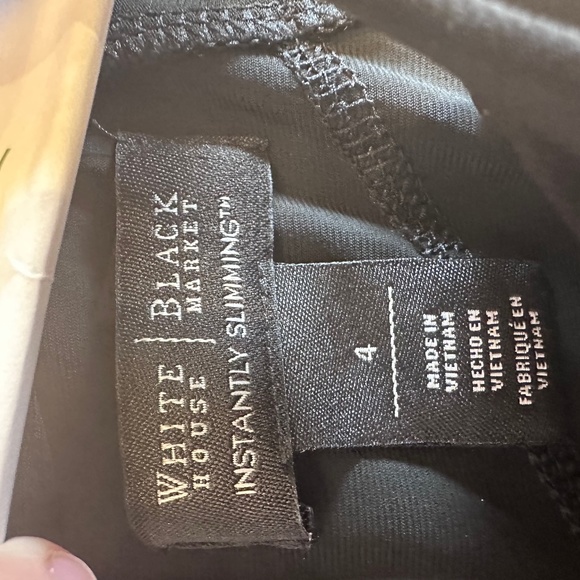 WHITE | BLACK
HOUSE | MARKET
INSTANTLY SLIMMING™
4
MADE IN
VIETNAM
HECHO EN
VIETNAM
FABRIQUÉ EN
VIETNAM